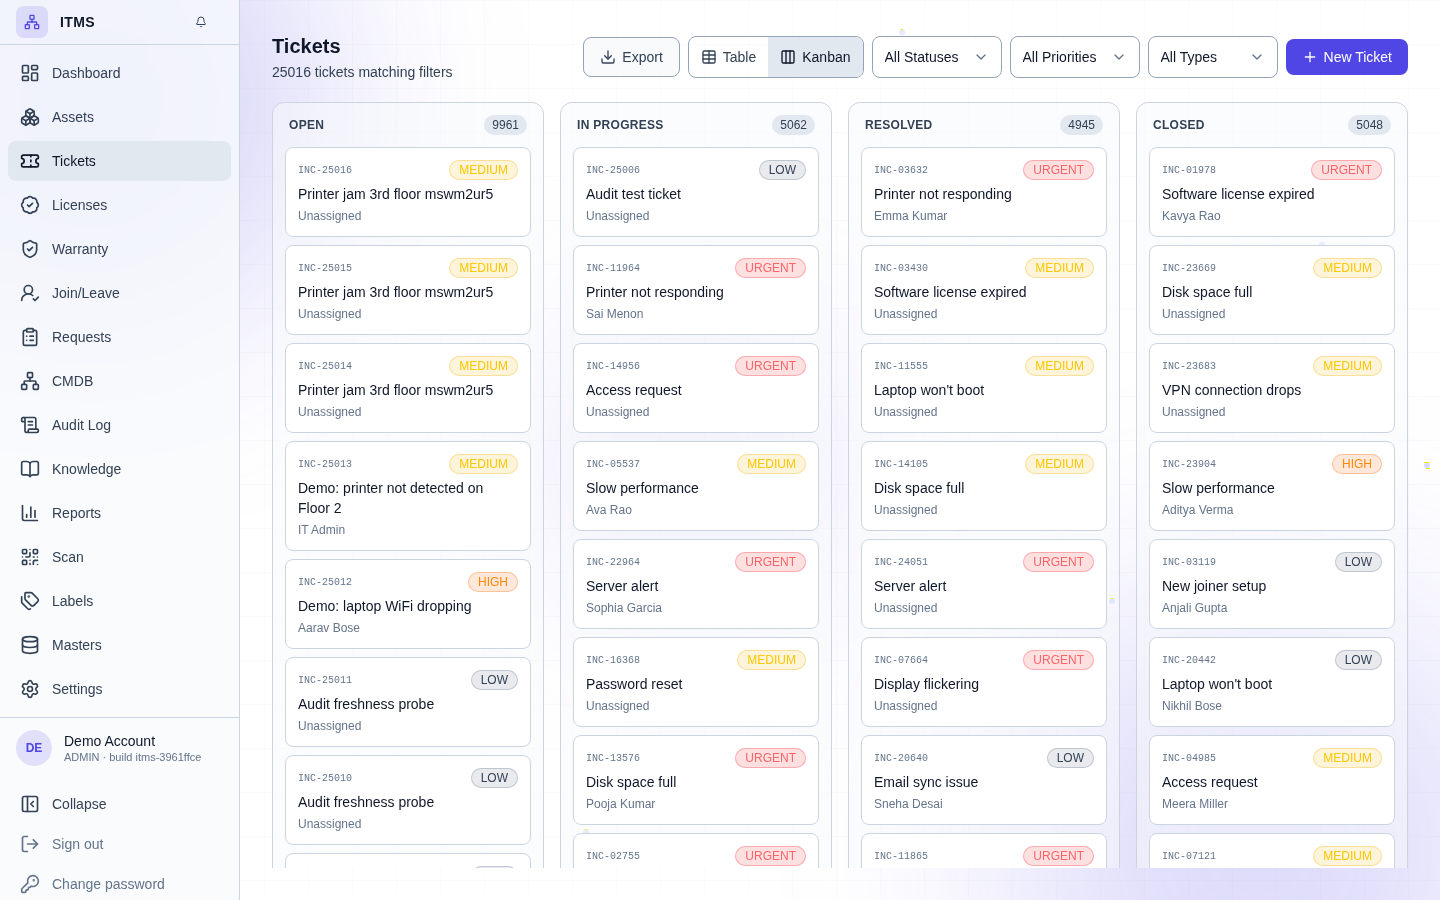 ITMS
Dashboard
Assets
Tickets
Licenses
Warranty
Join/Leave
Requests
CMDB
Audit Log
Knowledge
Reports
Scan
Labels
Masters
Settings
DE
Demo Account
ADMIN · build itms-3961ffce
Collapse
Sign out
Change password
Tickets
25016 tickets matching filters
Export
Table
Kanban
All Statuses
All Priorities
All Types
New Ticket
OPEN 9961
INC-25016 MEDIUM
Printer jam 3rd floor mswm2ur5
Unassigned
INC-25015 MEDIUM
Printer jam 3rd floor mswm2ur5
Unassigned
INC-25014 MEDIUM
Printer jam 3rd floor mswm2ur5
Unassigned
INC-25013 MEDIUM
Demo: printer not detected on
Floor 2
IT Admin
INC-25012 HIGH
Demo: laptop WiFi dropping
Aarav Bose
INC-25011 LOW
Audit freshness probe
Unassigned
INC-25010 LOW
Audit freshness probe
Unassigned
IN PROGRESS 5062
INC-25006 LOW
Audit test ticket
Unassigned
INC-11964 URGENT
Printer not responding
Sai Menon
INC-14956 URGENT
Access request
Unassigned
INC-05537 MEDIUM
Slow performance
Ava Rao
INC-22964 URGENT
Server alert
Sophia Garcia
INC-16368 MEDIUM
Password reset
Unassigned
INC-13576 URGENT
Disk space full
Pooja Kumar
INC-02755 URGENT
RESOLVED 4945
INC-03632 URGENT
Printer not responding
Emma Kumar
INC-03430 MEDIUM
Software license expired
Unassigned
INC-11555 MEDIUM
Laptop won't boot
Unassigned
INC-14105 MEDIUM
Disk space full
Unassigned
INC-24051 URGENT
Server alert
Unassigned
INC-07664 URGENT
Display flickering
Unassigned
INC-20640 LOW
Email sync issue
Sneha Desai
INC-11865 URGENT
CLOSED 5048
INC-01978 URGENT
Software license expired
Kavya Rao
INC-23669 MEDIUM
Disk space full
Unassigned
INC-23683 MEDIUM
VPN connection drops
Unassigned
INC-23904 HIGH
Slow performance
Aditya Verma
INC-03119 LOW
New joiner setup
Anjali Gupta
INC-20442 LOW
Laptop won't boot
Nikhil Bose
INC-04985 MEDIUM
Access request
Meera Miller
INC-07121 MEDIUM